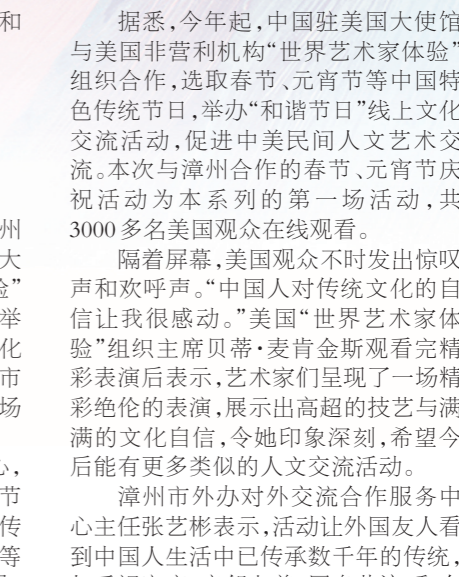 和
州
大
验”
举
化
市
场
心，
节
传
等
据悉，今年起，中国驻美国大使馆
与美国非营利机构“世界艺术家体验”
组织合作，选取春节、元宵节等中国特
色传统节日，举办“和谐节日”线上文化
交流活动，促进中美民间人文艺术交
流。本次与漳州合作的春节、元宵节庆
祝活动为本系列的第一场活动，共
3000多名美国观众在线观看。
隔着屏幕，美国观众不时发出惊叹
声和欢呼声。“中国人对传统文化的自
信让我很感动。”美国“世界艺术家体
验”组织主席贝蒂·麦肯金斯观看完精
彩表演后表示，艺术家们呈现了一场精
彩绝伦的表演，展示出高超的技艺与满
满的文化自信，令她印象深刻，希望今
后能有更多类似的人文交流活动。
漳州市外办对外交流合作服务中
心主任张艺彬表示，活动让外国友人看
到中国人生活中已传承数千年的传统，